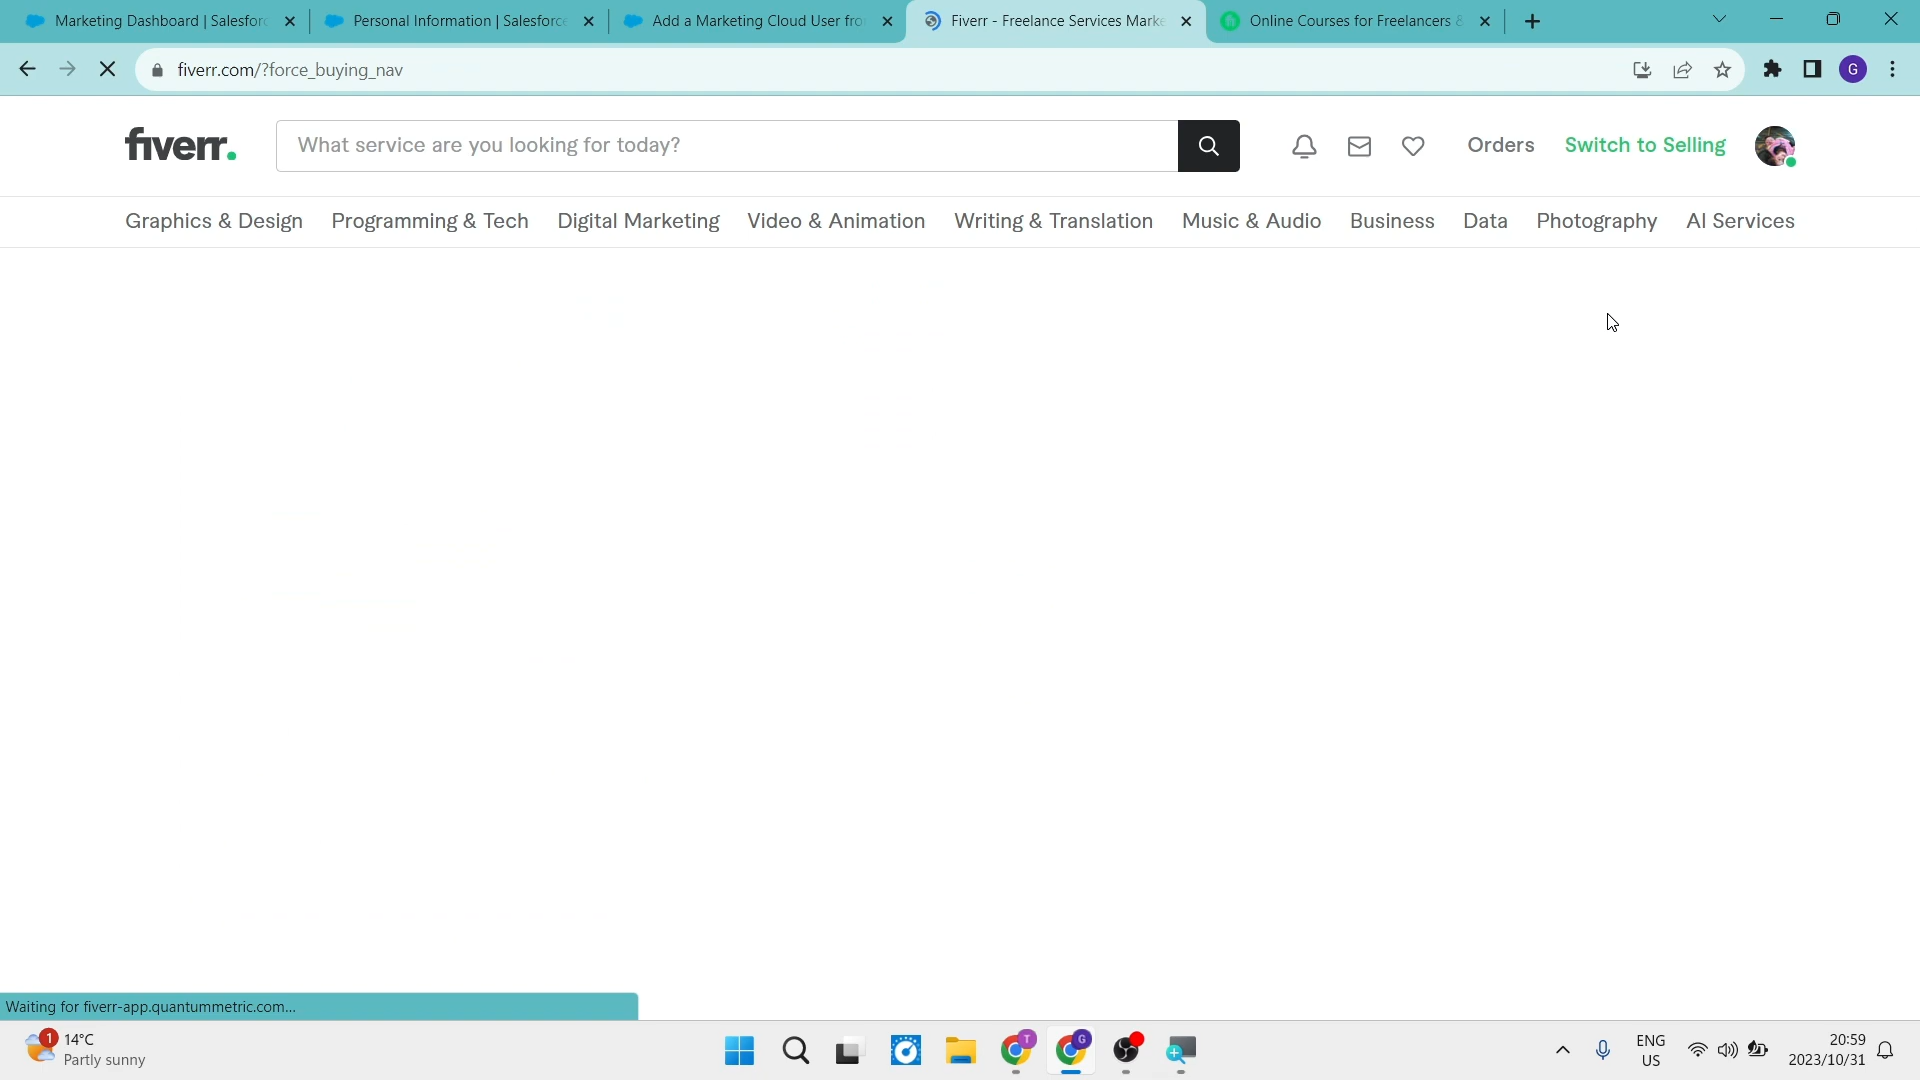 Marketing Dashboard | Salesforc
Personal Information | Salesforce
Add a Marketing Cloud User fro
Fiverr - Freelance Services Marke
Online Courses for Freelancers &
fiverr.com/?force_buying_nav
G
fiverr.
What service are you looking for today?
Orders
Switch to Selling
Graphics & Design
Programming & Tech
Digital Marketing
Video & Animation
Writing & Translation
Music & Audio
Business
Data
Photography
AI Services
Waiting for fiverr-app.quantummetric.com...
1
14°C
Partly sunny
T
G
ENG
US
20:59
2023/10/31